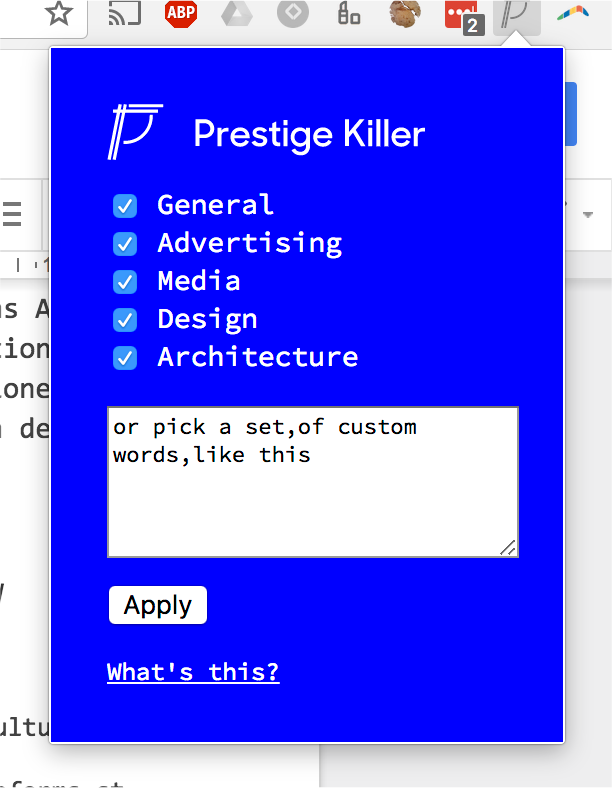 ABP
2
Prestige Killer
General
Advertising
Media
Design
Architecture
or pick a set,of custom
words,like this
Apply
What's this?